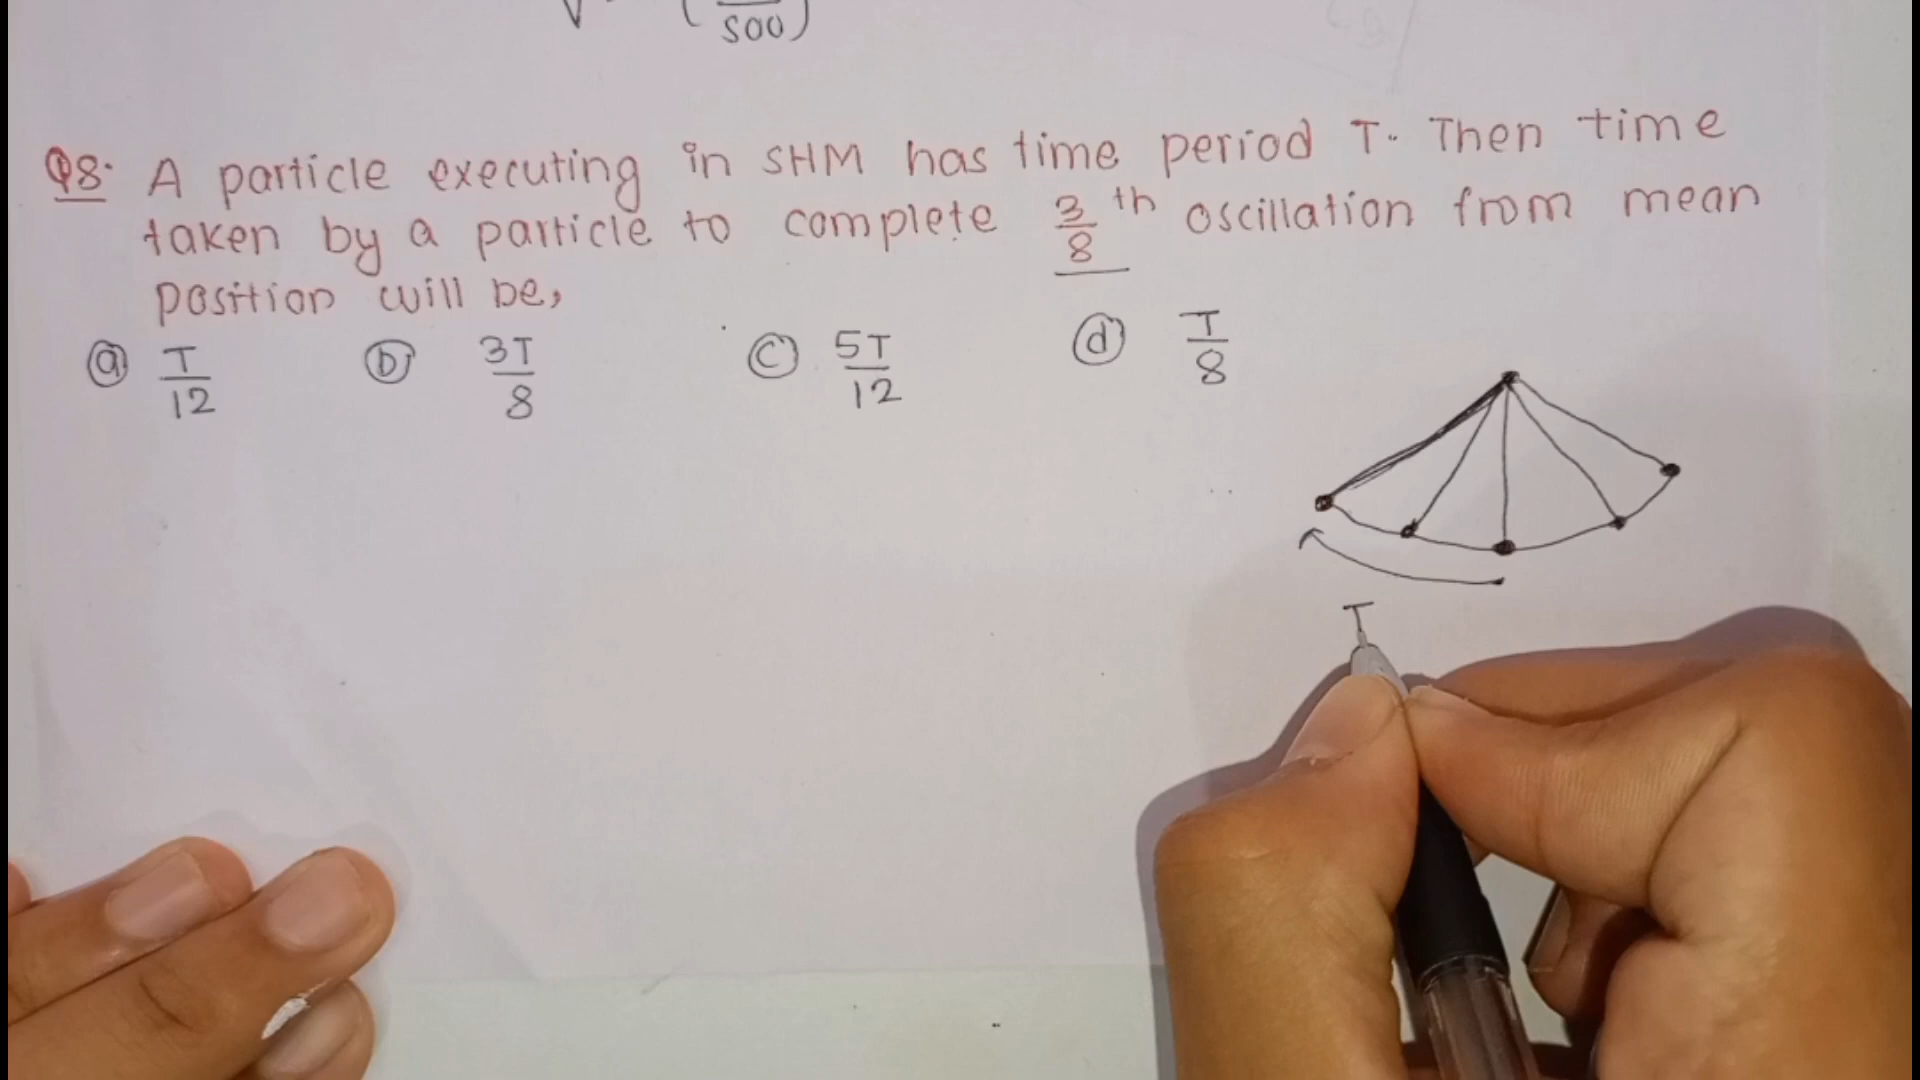 500)
Q8. A particle executing in SHM has time period T. Then time
taken by a particle to complete 3/8 th oscillation from mean
position will be,
(a) T/12 (b) 3T/8 (c) 5T/12 (d) T/8
T